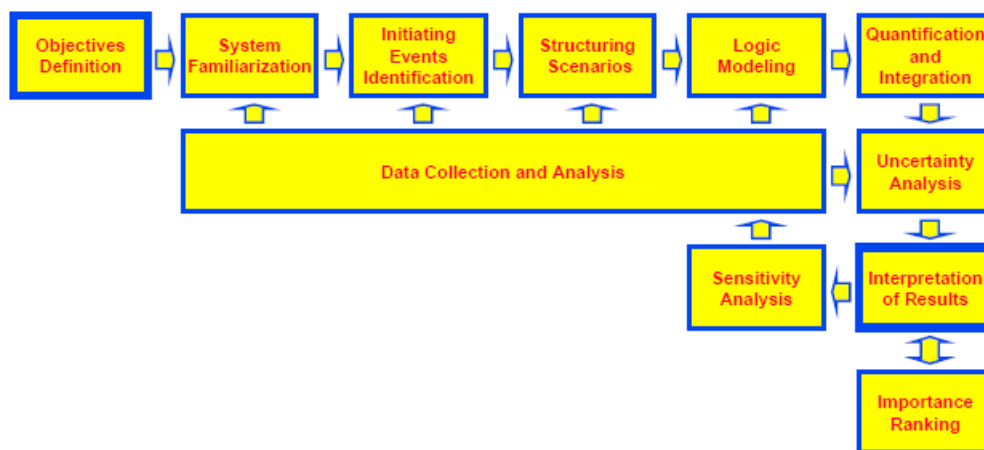 Objectives
Definition
System
Familiarization
Initiating
Events
Identification
Structuring
Scenarios
Logic
Modeling
Quantification
and
Integration
Data Collection and Analysis
Uncertainty
Analysis
Sensitivity
Analysis
Interpretation
of Results
Importance
Ranking